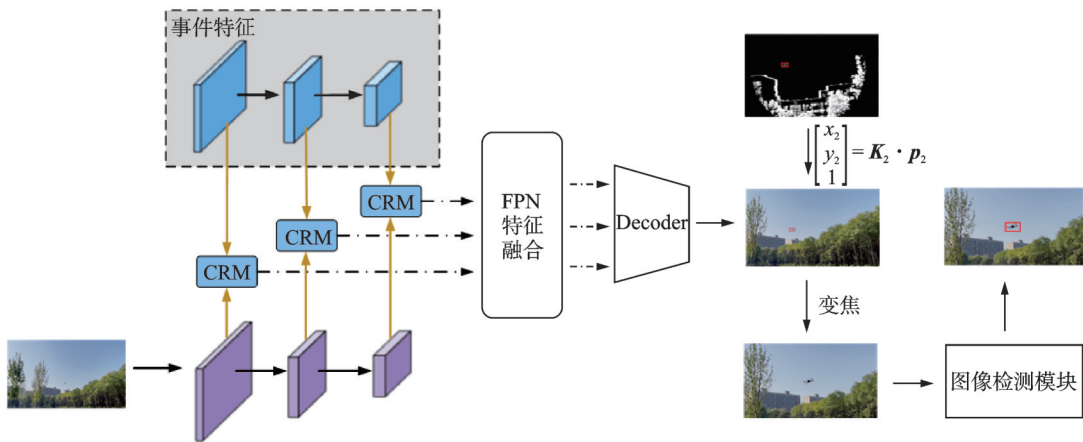 事件特征
CRM
CRM
CRM
FPN
特征
融合
Decoder
x₂
y₂ = K₂ · p₂
1
变焦
图像检测模块